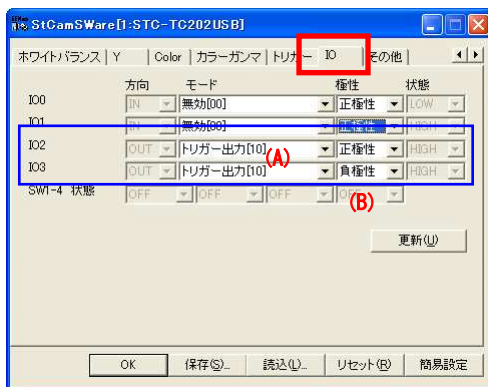 StCamSWare[1:STC-TC202USB]
ホワイトバランス Y Color カラーガンマ トリガー IO その他
方向 モード 極性 状態
IO0 IN 無効[00] 正極性 LOW
IO1 IN 無効[00] 正極性 HIGH
IO2 OUT トリガー出力[10] 正極性 HIGH
(A)
IO3 OUT トリガー出力[10] 負極性 HIGH
SW1-4 状態 OFF OFF OFF OFF
(B)
更新(U)
OK 保存(S)... 読込(L)... リセット(R) 簡易設定